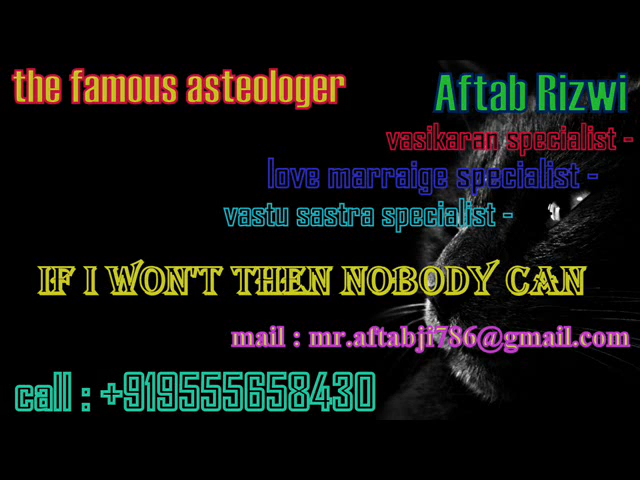 the famous asteologer
Aftab Rizwi
vasikaran specialist -
love marraige specialist -
vastu sastra specialist -
IF I WON'T THEN NOBODY CAN
mail : mr.aftabji786@gmail.com
call : +919555658430